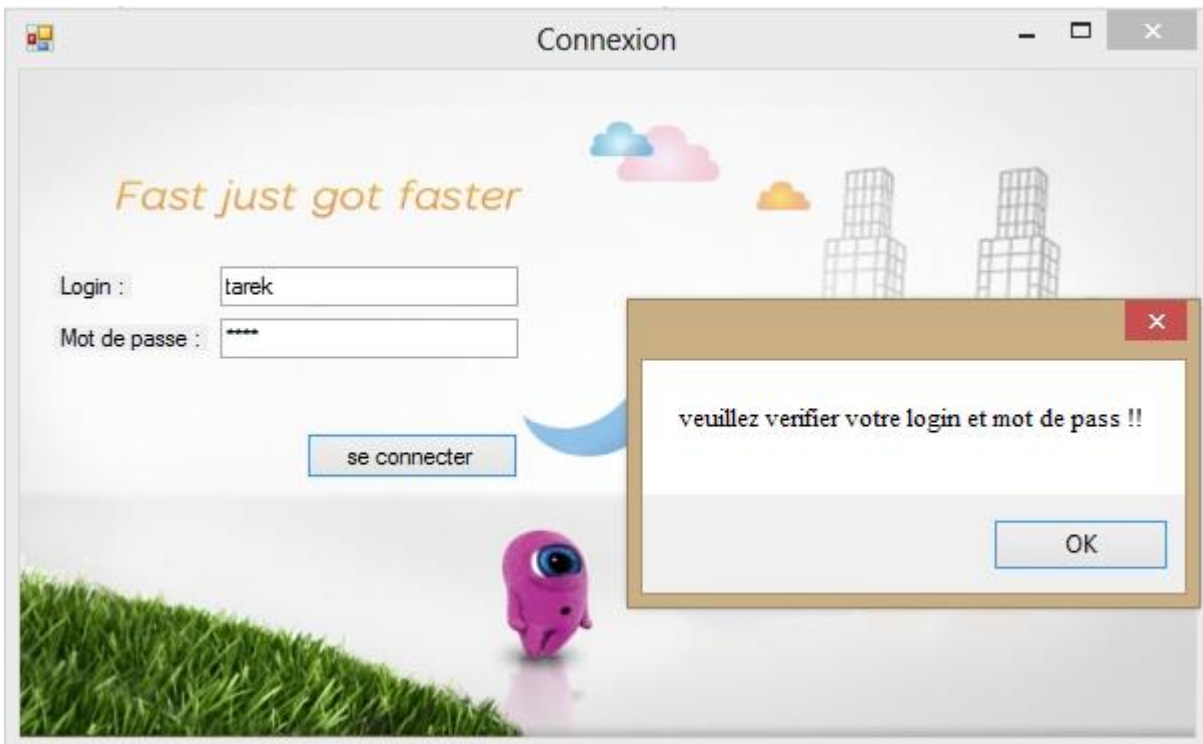 Connexion
Fast just got faster
Login :
tarek
Mot de passe :
****
se connecter
veuillez verifier votre login et mot de pass !!
OK